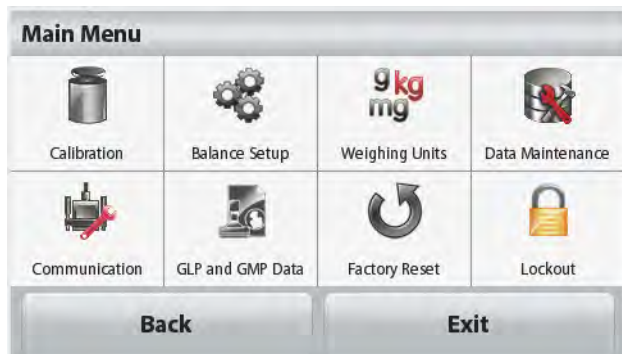 Main Menu
g kg
mg
Calibration
Balance Setup
Weighing Units
Data Maintenance
Communication
GLP and GMP Data
Factory Reset
Lockout
Back
Exit